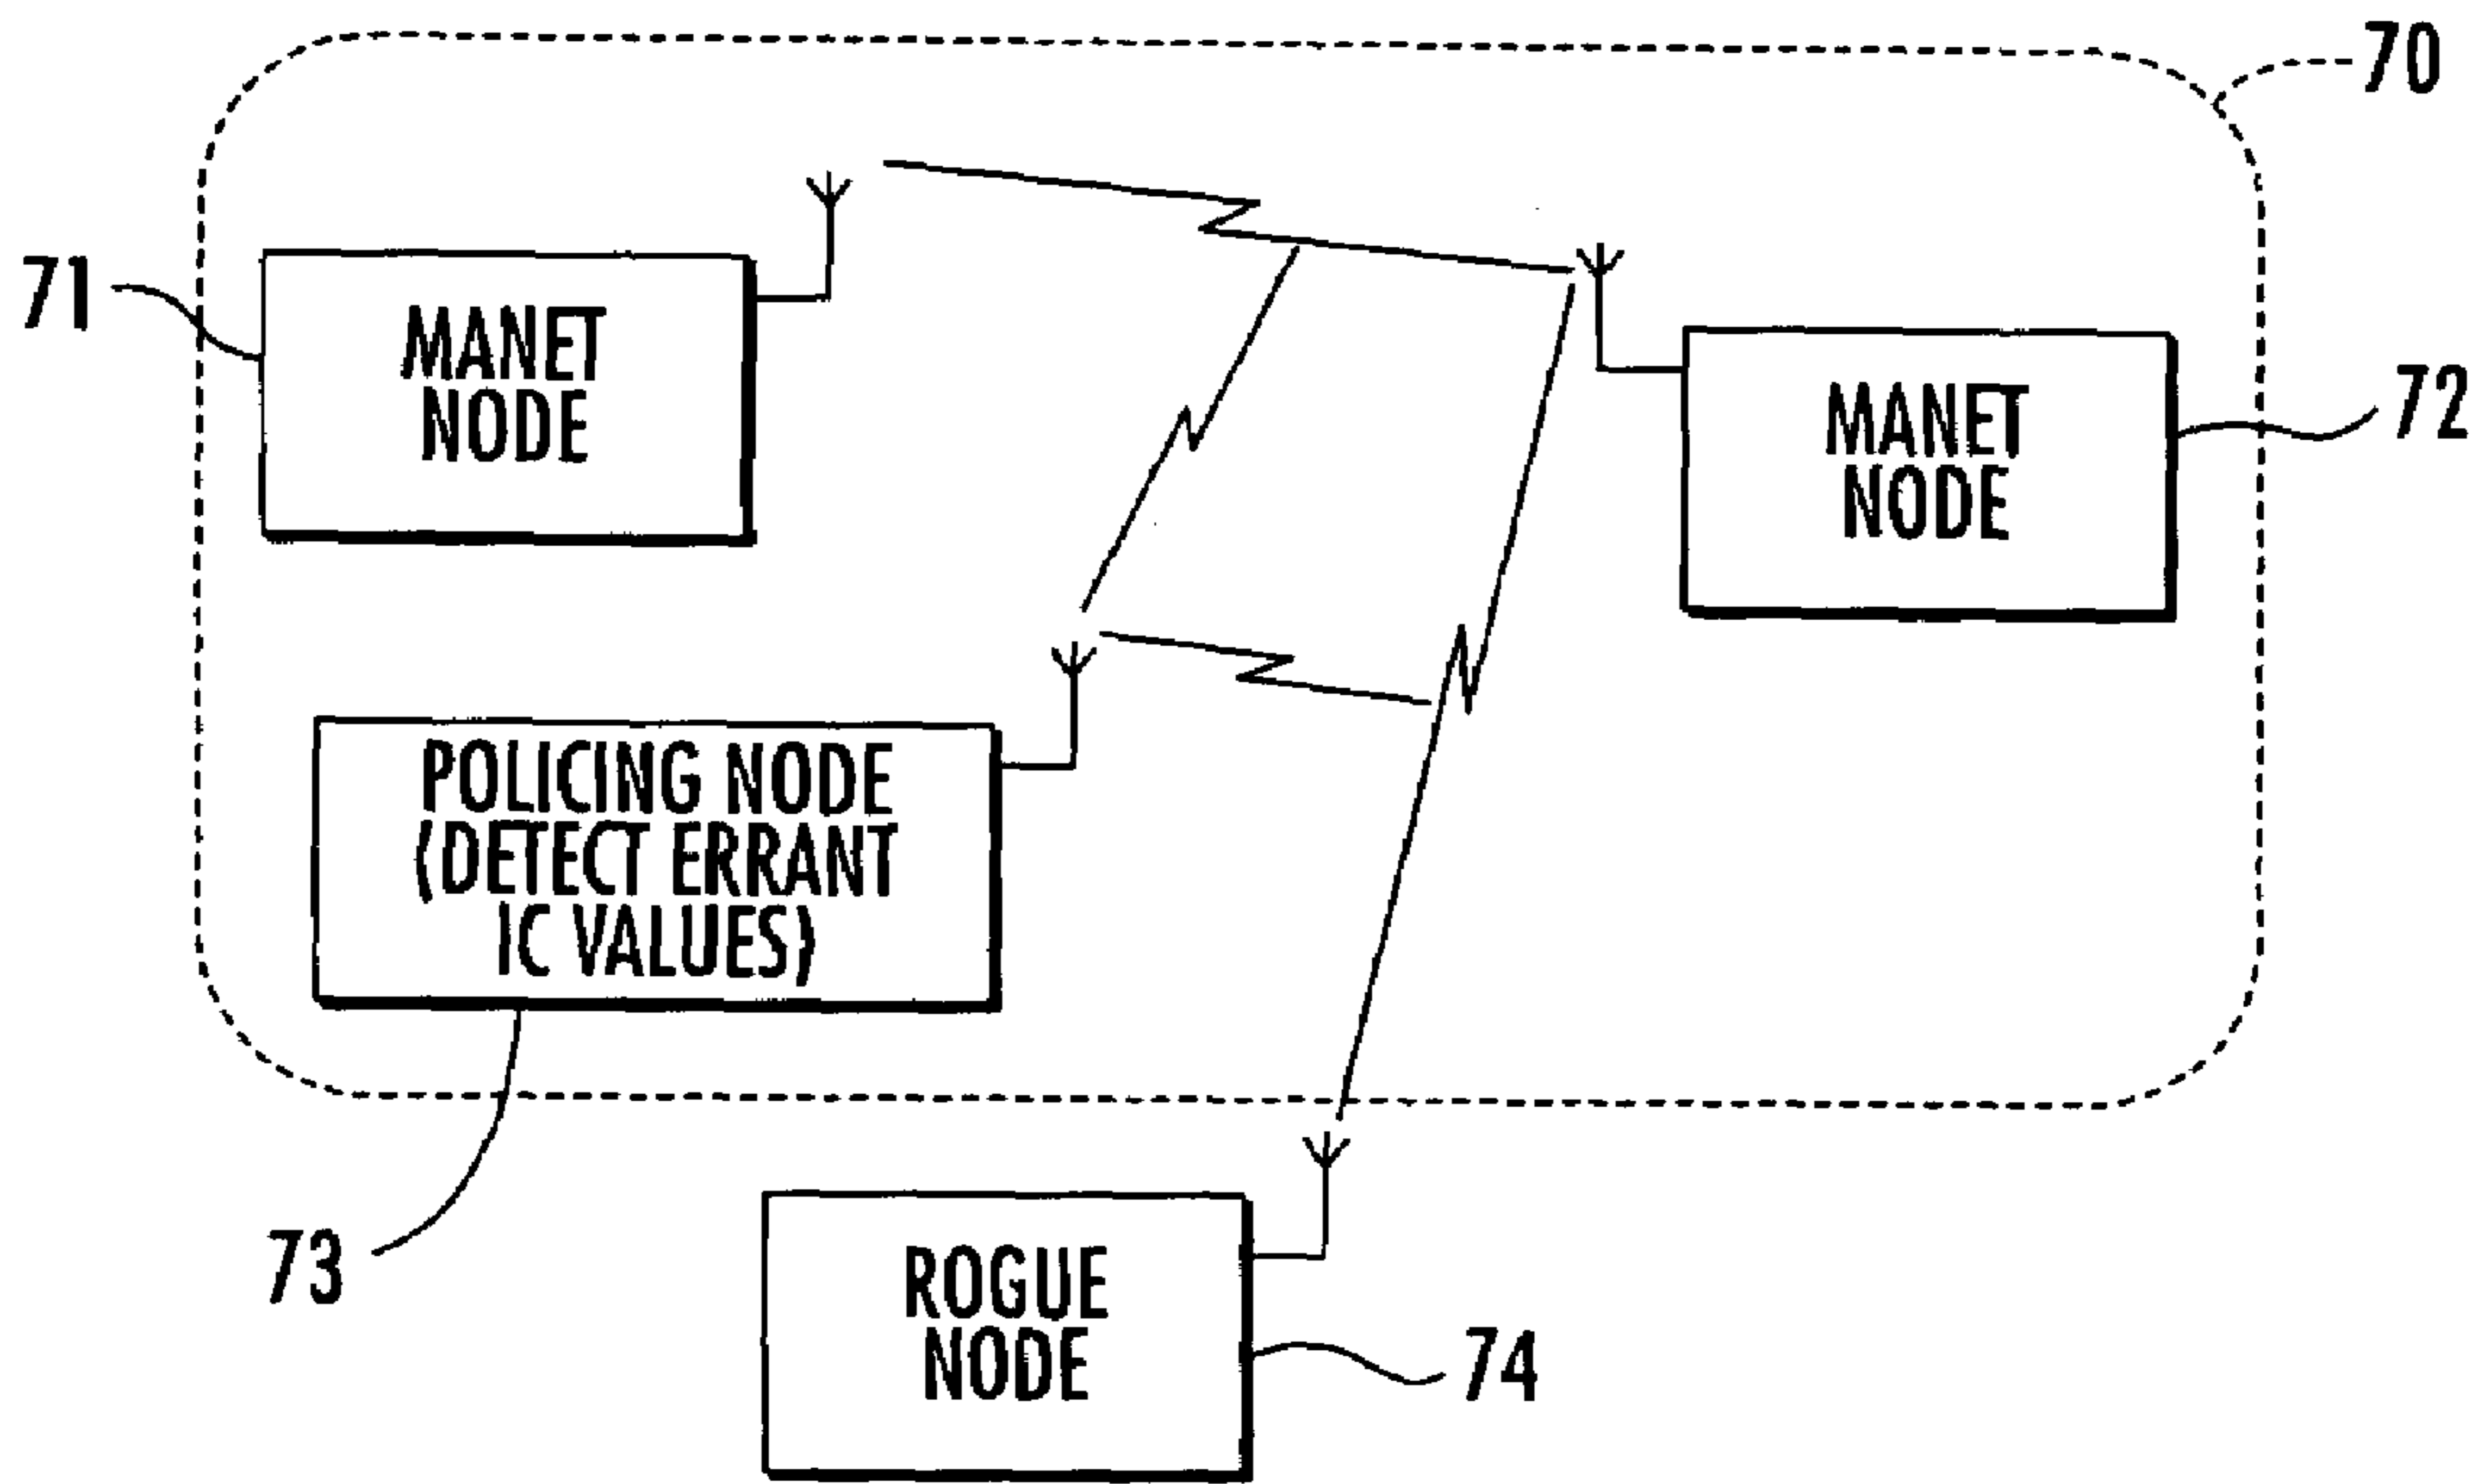 70
71
MANET
NODE
MANET
NODE
72
POLICING NODE
(DETECT ERRANT
IC VALUES)
73
ROGUE
NODE
74